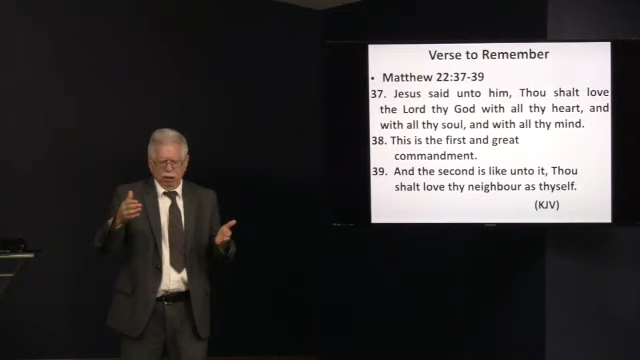 Verse to Remember
• Matthew 22:37-39
37. Jesus said unto him, Thou shalt love
the Lord thy God with all thy heart, and
with all thy soul, and with all thy mind.
38. This is the first and great
commandment.
39. And the second is like unto it, Thou
shalt love thy neighbour as thyself.
(KJV)